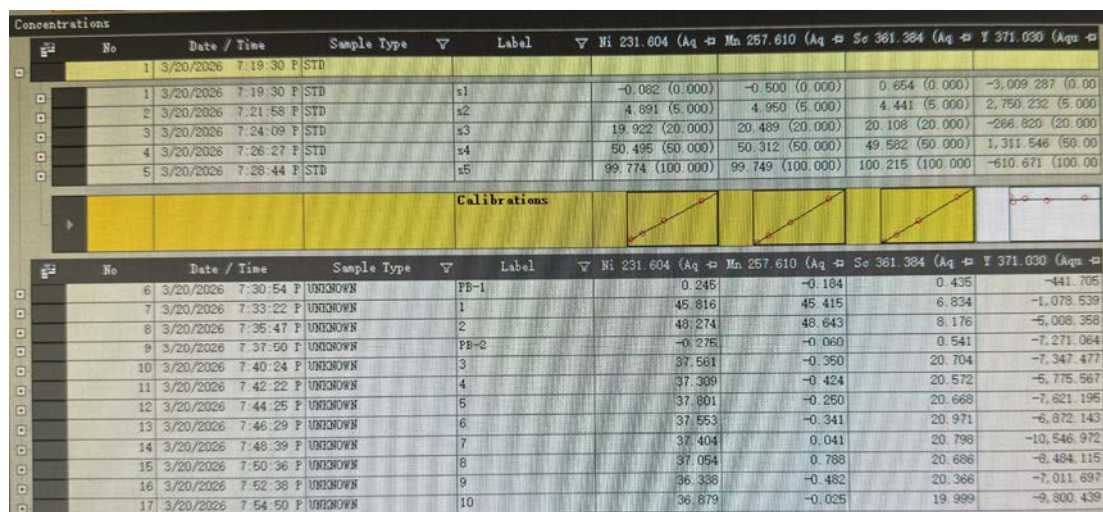 Concentrations
No Date / Time Sample Type Label Ni 231.604 (Aq Mn 257.610 (Aq Sc 361.384 (Aq Y 371.030 (Aqu
1 3/20/2026 7:19:30 P STD
1 3/20/2026 7:19:30 P STD s1 -0.082 (0.000) -0.500 (0.000) 0.654 (0.000) -3,009.287 (0.00
2 3/20/2026 7:21:58 P STD s2 4.891 (5.000) 4.950 (5.000) 4.441 (5.000) 2,750.232 (5.000
3 3/20/2026 7:24:09 P STD s3 19.922 (20.000) 20.489 (20.000) 20.108 (20.000) -266.820 (20.000
4 3/20/2026 7:26:27 P STD s4 50.495 (50.000) 50.312 (50.000) 49.582 (50.000) 1,311.546 (50.00
5 3/20/2026 7:28:44 P STD s5 99.774 (100.000) 99.749 (100.000) 100.215 (100.000 -610.671 (100.00
Calibrations
No Date / Time Sample Type Label Ni 231.604 (Aq Mn 257.610 (Aq Sc 361.384 (Aq Y 371.030 (Aqu
6 3/20/2026 7:30:54 P UNKNOWN PB-1 0.245 -0.184 0.435 -441.705
7 3/20/2026 7:33:22 P UNKNOWN 1 45.816 45.415 6.834 -1,078.539
8 3/20/2026 7:35:47 P UNKNOWN 2 48.274 48.643 8.176 -5,008.358
9 3/20/2026 7:37:50 P UNKNOWN PB-2 -0.275 -0.060 0.541 -7,271.064
10 3/20/2026 7:40:24 P UNKNOWN 3 37.561 -0.350 20.704 -7,347.477
11 3/20/2026 7:42:22 P UNKNOWN 4 37.309 -0.424 20.572 -5,775.567
12 3/20/2026 7:44:25 P UNKNOWN 5 37.801 -0.250 20.668 -7,621.195
13 3/20/2026 7:46:29 P UNKNOWN 6 37.553 -0.341 20.971 -6,872.143
14 3/20/2026 7:48:39 P UNKNOWN 7 37.404 0.041 20.798 -10,546.972
15 3/20/2026 7:50:36 P UNKNOWN 8 37.054 0.788 20.686 -8,484.115
16 3/20/2026 7:52:38 P UNKNOWN 9 36.338 -0.482 20.366 -7,011.697
17 3/20/2026 7:54:50 P UNKNOWN 10 36.879 -0.025 19.999 -9,800.439